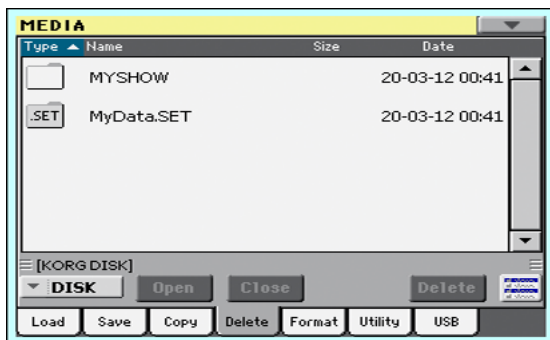 MEDIA
Type Name Size Date
MYSHOW 20-03-12 00:41
.SET MyData.SET 20-03-12 00:41
[KORG DISK]
DISK Open Close Delete
Load Save Copy Delete Format Utility USB